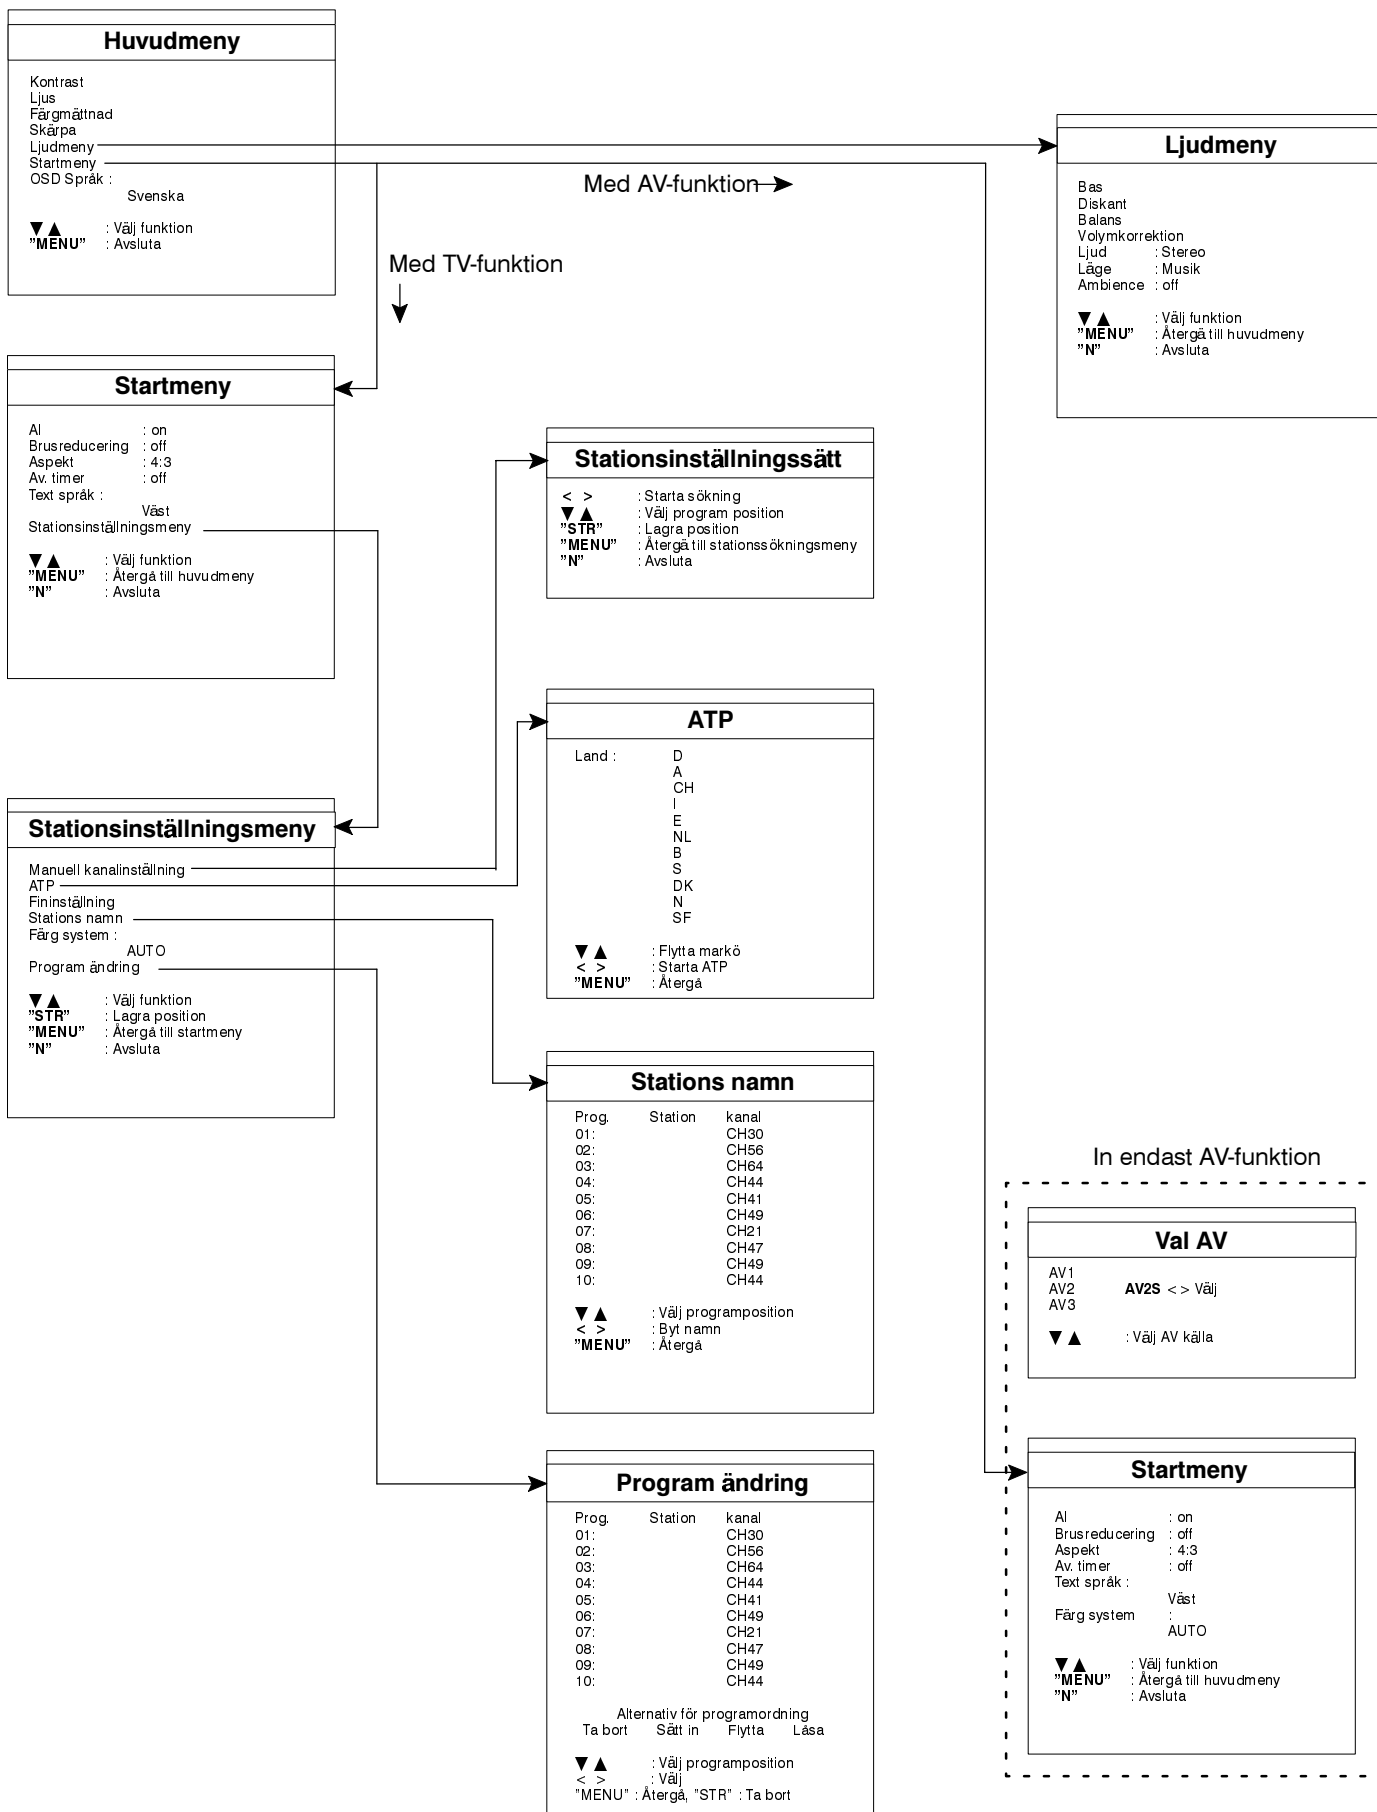 Huvudmeny
Kontrast
Ljus
Färgmättnad
Skärpa
Ljudmeny
Startmeny
OSD Språk :
Svenska
▼ ▲ : Välj funktion
”MENU” : Avsluta
Med AV-funktion
Med TV-funktion
Ljudmeny
Bas
Diskant
Balans
Volymkorrektion
Ljud : Stereo
Läge : Musik
Ambience : off
▼ ▲ : Välj funktion
”MENU” : Återgå till huvudmeny
”N” : Avsluta
Startmeny
AI : on
Brusreducering : off
Aspekt : 4:3
Av. timer : off
Text språk :
Väst
Stationsinställningsmeny
▼ ▲ : Välj funktion
”MENU” : Återgå till huvudmeny
”N” : Avsluta
Stationsinställningssätt
< > : Starta sökning
▼ ▲ : Välj program position
”STR” : Lagra position
”MENU” : Återgå till stationssökningsmeny
”N” : Avsluta
ATP
Land : D
A
CH
I
E
NL
B
S
DK
N
SF
▼ ▲ : Flytta markö
< > : Starta ATP
”MENU” : Återgå
Stationsinställningsmeny
Manuell kanalinställning
ATP
Fininställning
Stations namn
Färg system :
AUTO
Program ändring
▼ ▲ : Välj funktion
”STR” : Lagra position
”MENU” : Återgå till startmeny
”N” : Avsluta
Stations namn
Prog. Station kanal
01: CH30
02: CH56
03: CH64
04: CH44
05: CH41
06: CH49
07: CH21
08: CH47
09: CH49
10: CH44
▼ ▲ : Välj programposition
< > : Byt namn
”MENU” : Återgå
Program ändring
Prog. Station kanal
01: CH30
02: CH56
03: CH64
04: CH44
05: CH41
06: CH49
07: CH21
08: CH47
09: CH49
10: CH44
Alternativ för programordning
Ta bort Sätt in Flytta Låsa
▼ ▲ : Välj programposition
< > : Välj
”MENU” : Återgå, ”STR” : Ta bort
In endast AV-funktion
Val AV
AV1
AV2 AV2S < > Välj
AV3
▼ ▲ : Välj AV källa
Startmeny
AI : on
Brusreducering : off
Aspekt : 4:3
Av. timer : off
Text språk :
Väst
Färg system :
AUTO
▼ ▲ : Välj funktion
”MENU” : Återgå till huvudmeny
”N” : Avsluta